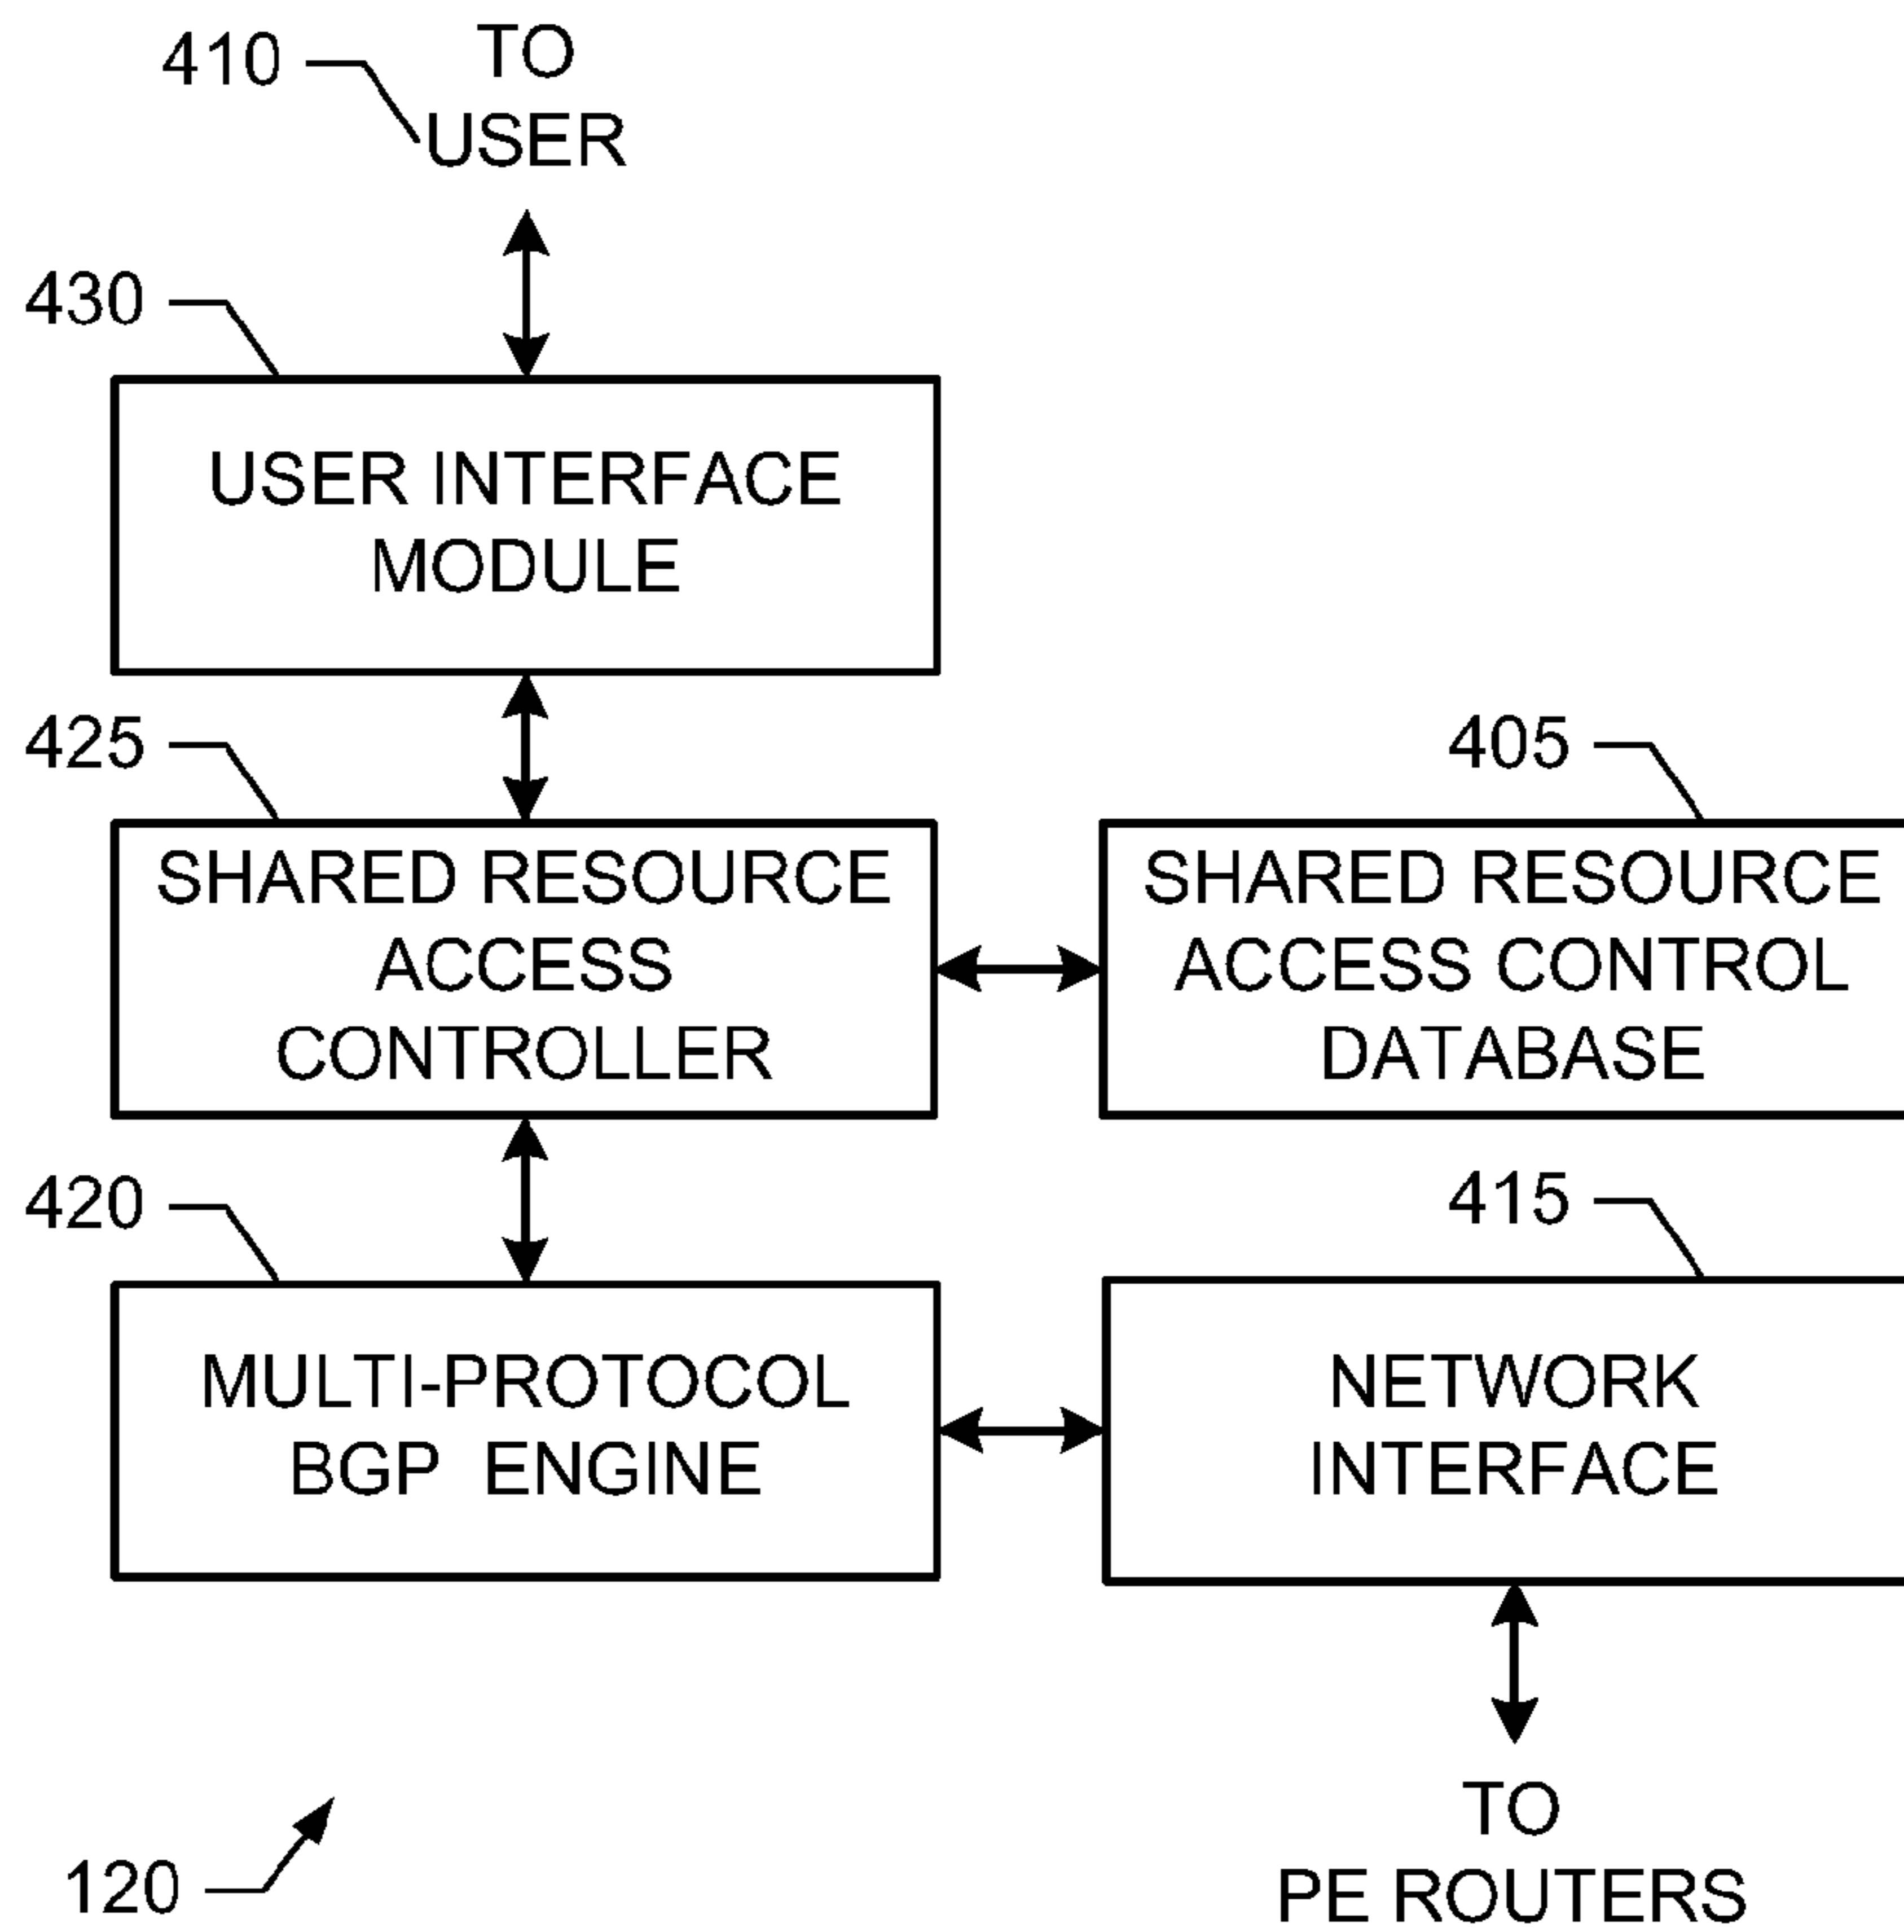 410
TO
USER
430
USER INTERFACE
MODULE
425
SHARED RESOURCE
ACCESS
CONTROLLER
405
SHARED RESOURCE
ACCESS CONTROL
DATABASE
420
MULTI-PROTOCOL
BGP ENGINE
415
NETWORK
INTERFACE
TO
PE ROUTERS
120